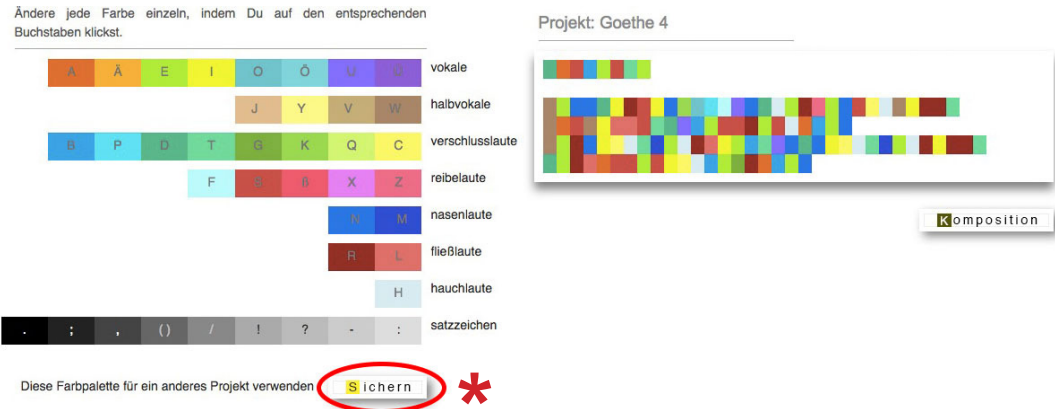 Ändere jede Farbe einzeln, indem Du auf den entsprechenden
Buchstaben klickst.
A Ä E I O Ö U Ü vokale
J Y V W halbvokale
B P D T G K Q C verschlusslaute
F S ß X Z reibelaute
N M nasenlaute
R L fließlaute
H hauchlaute
. ; , ( ) / ! ? - : satzzeichen
Diese Farbpalette für ein anderes Projekt verwenden Sichern *
Projekt: Goethe 4
Komposition